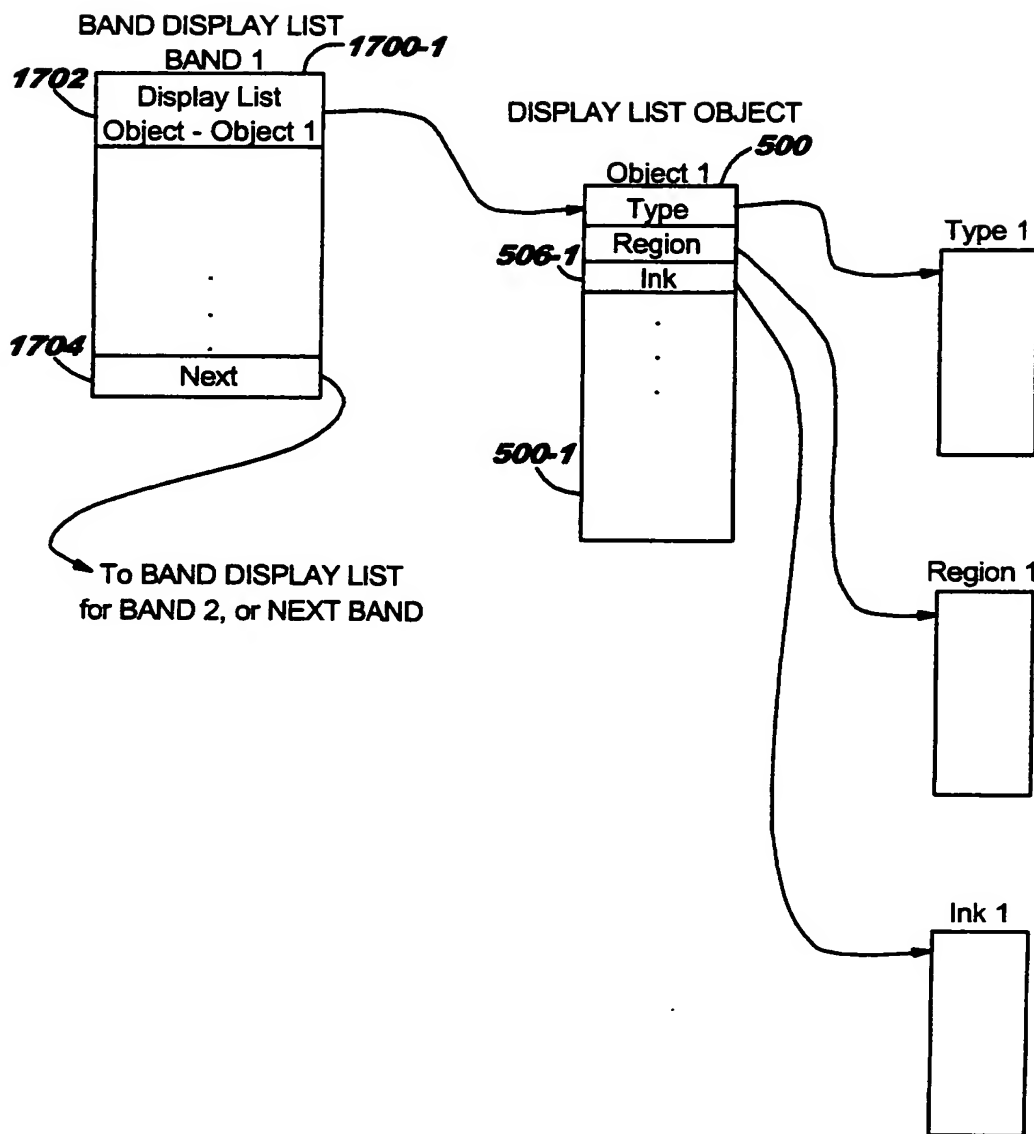 BAND DISPLAY LIST
BAND 1
1700-1
1702
Display List
Object - Object 1
.
.
.
1704
Next
To BAND DISPLAY LIST
for BAND 2, or NEXT BAND
DISPLAY LIST OBJECT
500
Object 1
Type
Region
506-1
Ink
.
.
.
500-1
Type 1
Region 1
Ink 1